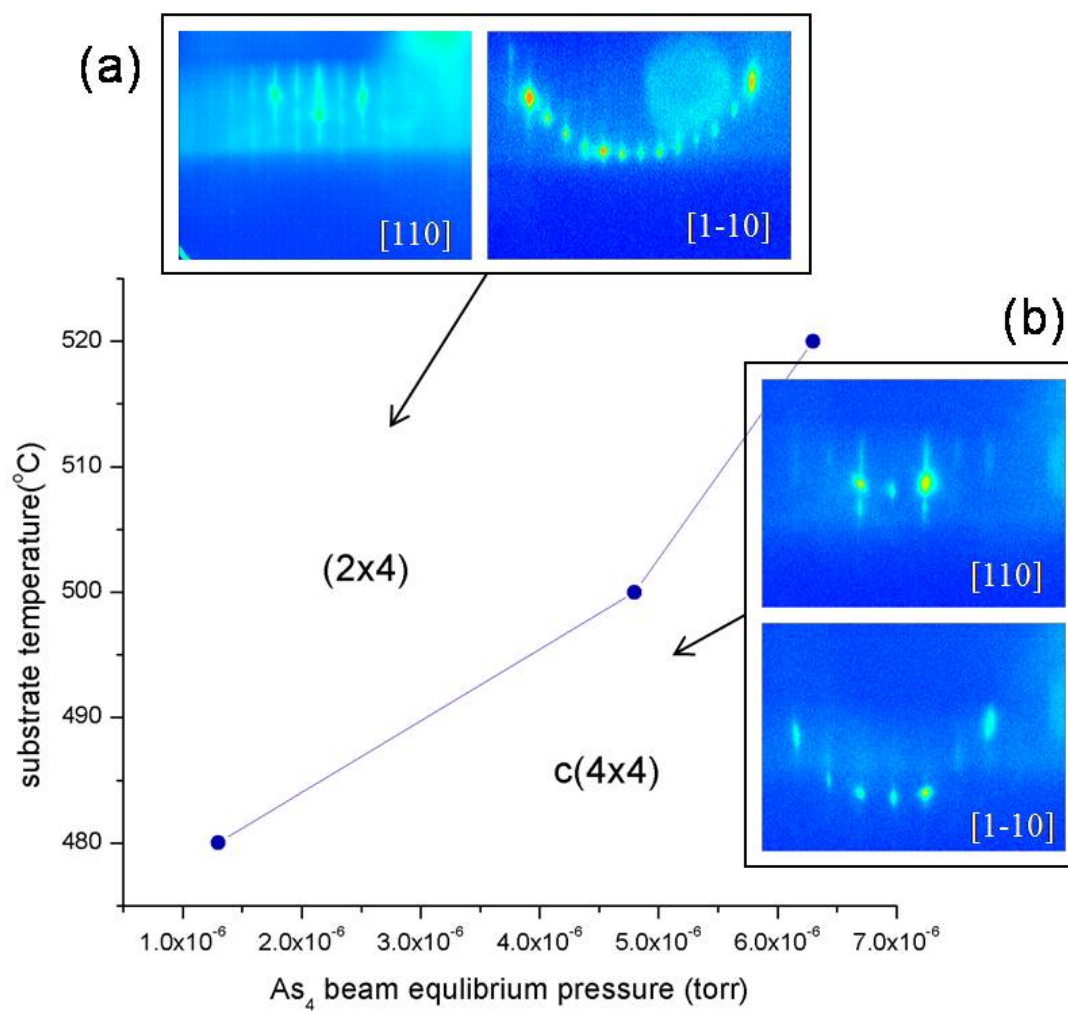 (a)
[110]
[1-10]
(b)
[110]
[1-10]
520
510
500
490
480
substrate temperature(°C)
(2x4)
c(4x4)
1.0x10⁻⁶ 2.0x10⁻⁶ 3.0x10⁻⁶ 4.0x10⁻⁶ 5.0x10⁻⁶ 6.0x10⁻⁶ 7.0x10⁻⁶
As₄ beam equlibrium pressure (torr)